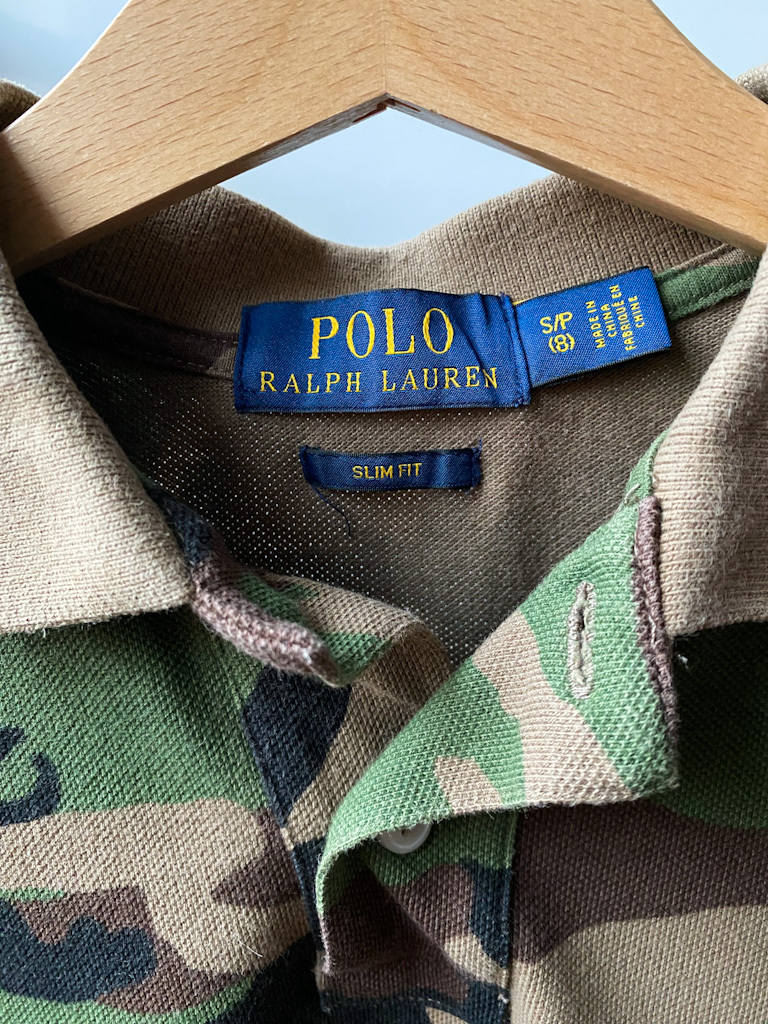 POLO
RALPH LAUREN
S/P
(8)
MADE IN
CHINA
FABRIQUÉ EN
CHINE
SLIM FIT